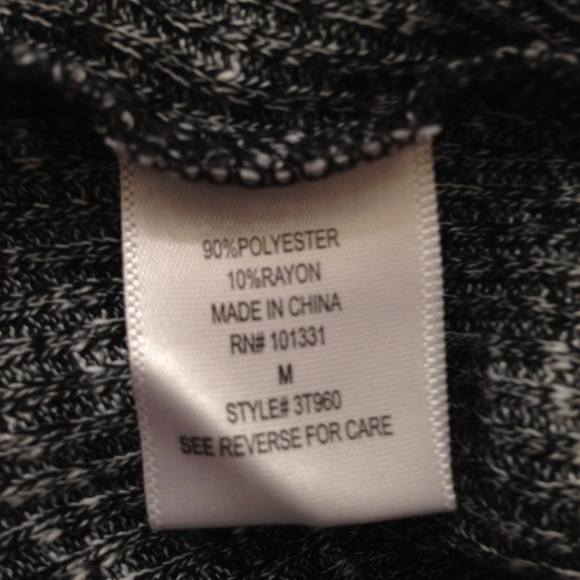 90%POLYESTER
10%RAYON
MADE IN CHINA
RN# 101331
M
STYLE# 3T960
SEE REVERSE FOR CARE